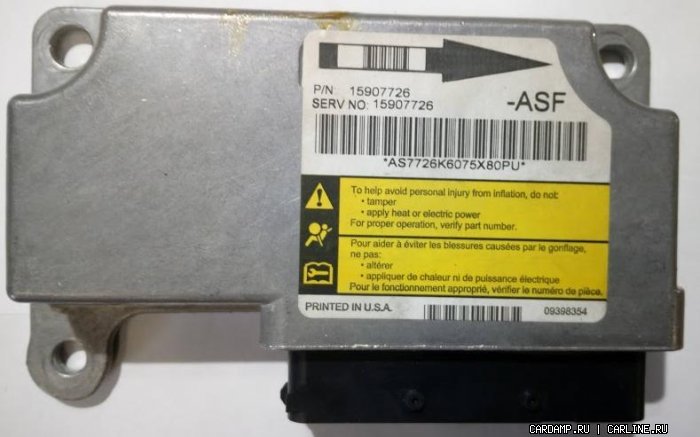 P/N 15907726
SERV NO: 15907726
-ASF
*AS7726K6075X80PU*
To help avoid personal injury from inflation, do not:
• tamper
• apply heat or electric power
For proper operation, verify part number.
Pour aider à éviter les blessures causées par le gonflage,
ne pas:
• altérer
• appliquer de chaleur ni de puissance électrique
Pour le fonctionnement approprié, vérifier le numéro de pièce.
PRINTED IN U.S.A.
09398354
CARDAMP.RU | CARLINE.RU